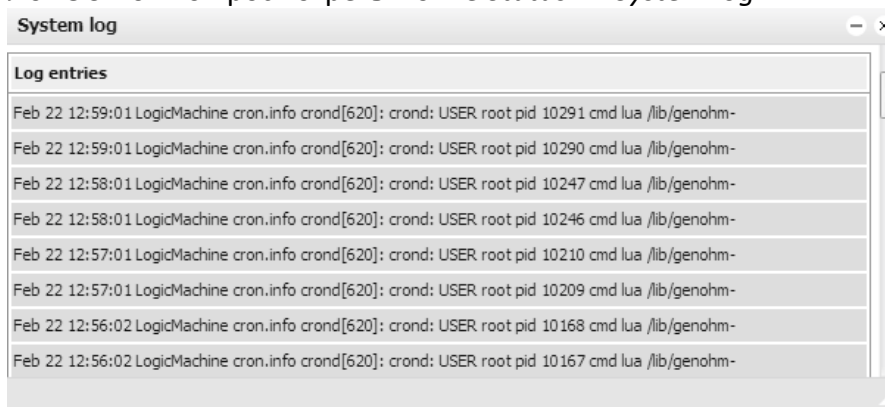 System log
Log entries
Feb 22 12:59:01 LogicMachine cron.info crond[620]: crond: USER root pid 10291 cmd lua /lib/genohm-
Feb 22 12:59:01 LogicMachine cron.info crond[620]: crond: USER root pid 10290 cmd lua /lib/genohm-
Feb 22 12:58:01 LogicMachine cron.info crond[620]: crond: USER root pid 10247 cmd lua /lib/genohm-
Feb 22 12:58:01 LogicMachine cron.info crond[620]: crond: USER root pid 10246 cmd lua /lib/genohm-
Feb 22 12:57:01 LogicMachine cron.info crond[620]: crond: USER root pid 10210 cmd lua /lib/genohm-
Feb 22 12:57:01 LogicMachine cron.info crond[620]: crond: USER root pid 10209 cmd lua /lib/genohm-
Feb 22 12:56:02 LogicMachine cron.info crond[620]: crond: USER root pid 10168 cmd lua /lib/genohm-
Feb 22 12:56:02 LogicMachine cron.info crond[620]: crond: USER root pid 10167 cmd lua /lib/genohm-